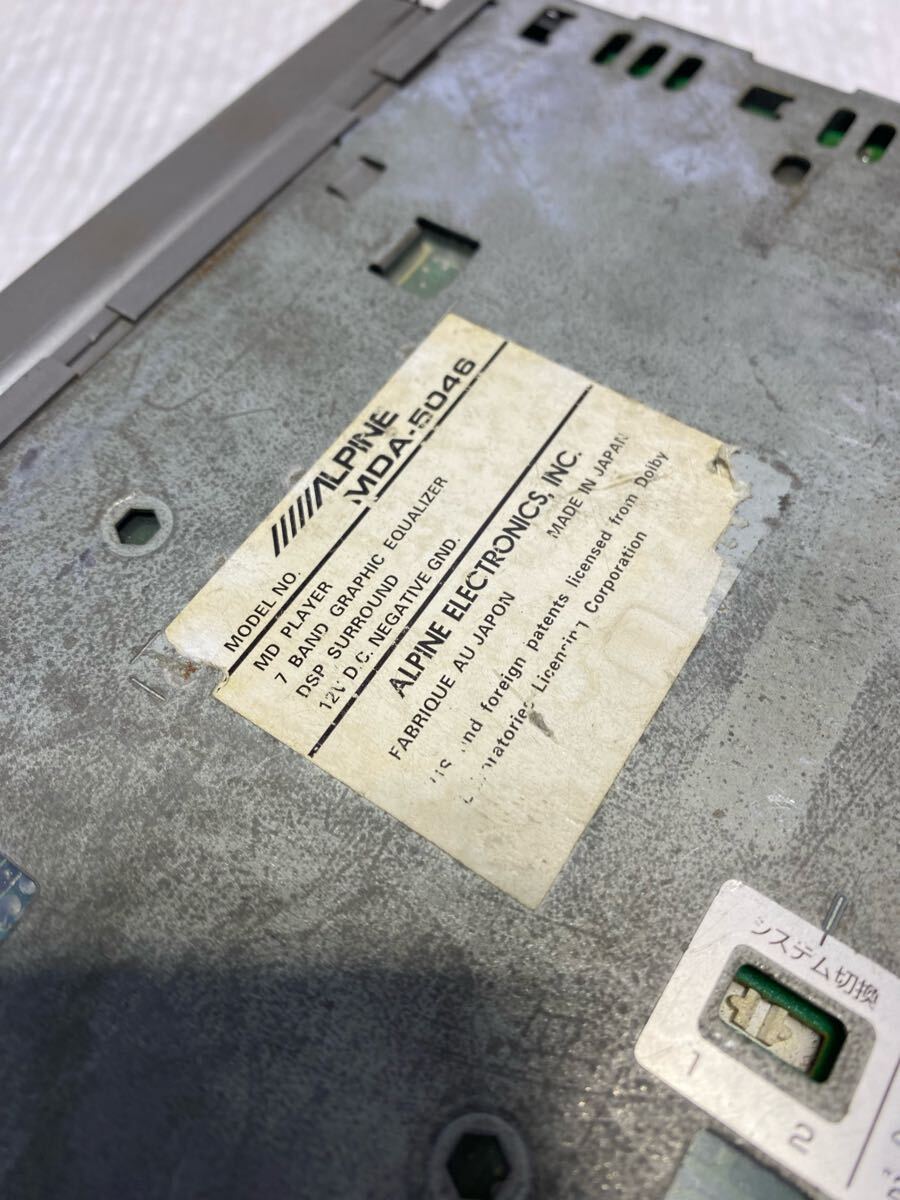 ALPINE
MODEL NO. MDA-5046
MD PLAYER
7 BAND GRAPHIC EQUALIZER
DSP SURROUND
12V D.C. NEGATIVE GND.
ALPINE ELECTRONICS, INC.
FABRIQUE AU JAPON MADE IN JAPAN
and foreign patents licensed from Dolby
Licensing Corporation
システム切換
1
2